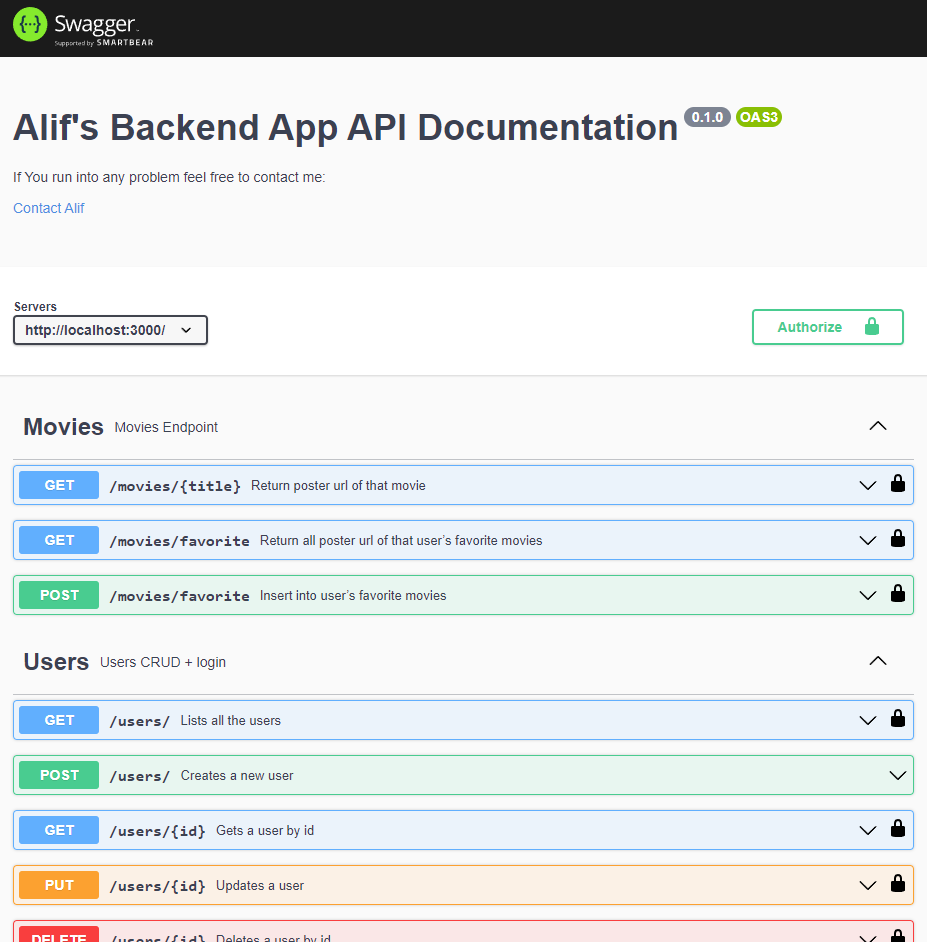 Swagger.
Supported by SMARTBEAR
Alif's Backend App API Documentation 0.1.0 OAS3
If You run into any problem feel free to contact me:
Contact Alif
Servers
http://localhost:3000/
Authorize
Movies Movies Endpoint
GET /movies/{title} Return poster url of that movie
GET /movies/favorite Return all poster url of that user’s favorite movies
POST /movies/favorite Insert into user’s favorite movies
Users Users CRUD + login
GET /users/ Lists all the users
POST /users/ Creates a new user
GET /users/{id} Gets a user by id
PUT /users/{id} Updates a user
DELETE /users/{id} Deletes a user by id